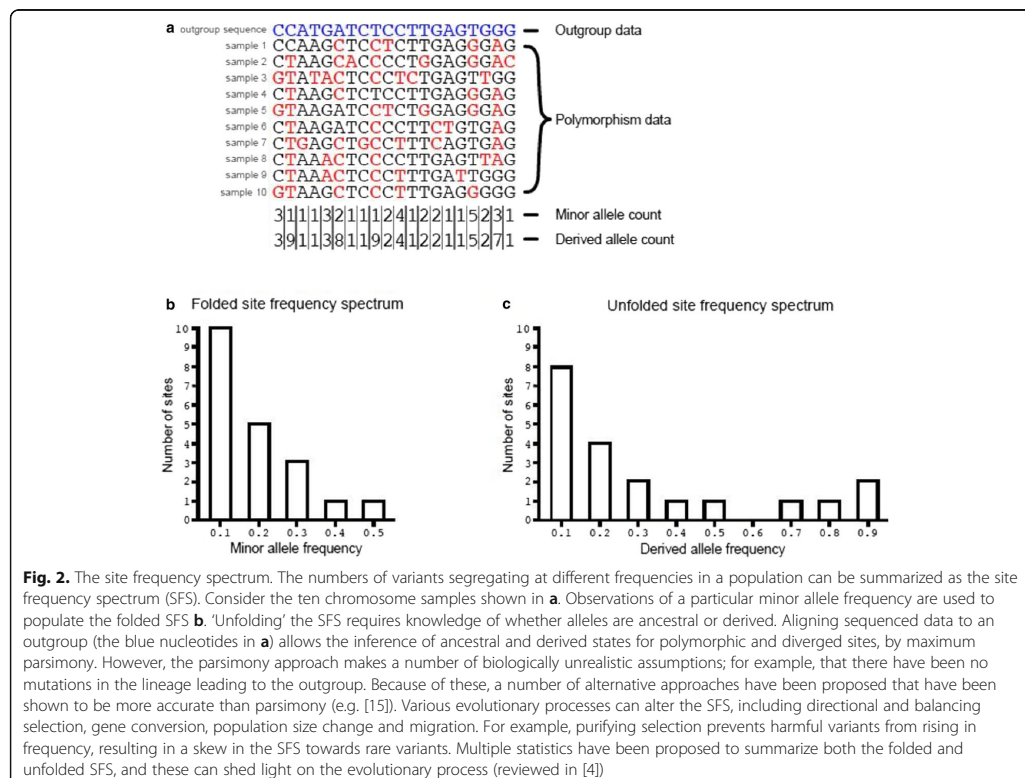 a outgroup sequence CCATGATCTCCTTGAGTGGG — Outgroup data
sample 1 CCAAGCTCCTCTTGAGGGAG
sample 2 CTAAGCACCCCTGGAGGGAC
sample 3 GTATACTCCCTCTGAGTTGG
sample 4 CTAAGCTCTCCTTGAGGGAG
sample 5 GTAAGATCCTCTGGAGGGAG
sample 6 CTAAGATCCCCTTCTGTGAG
Polymorphism data
sample 7 CTGAGCTGCCTTTCAGTGAG
sample 8 CTAAACTCCCCTTGAGTTAG
sample 9 CTAAACTCCCTTTGATTGGG
sample 10 GTAAGCTCCCTTTGAGGGGG
3|1|1|1|3|2|1|1|1|2|4|1|2|2|1|1|5|2|3|1 — Minor allele count
3|9|1|1|3|8|1|1|9|2|4|1|2|2|1|1|5|2|7|1 — Derived allele count
b Folded site frequency spectrum
10
9
8
7
6
5
4
3
2
1
0
Number of sites
0.1 0.2 0.3 0.4 0.5
Minor allele frequency
c Unfolded site frequency spectrum
10
9
8
7
6
5
4
3
2
1
0
Number of sites
0.1 0.2 0.3 0.4 0.5 0.6 0.7 0.8 0.9
Derived allele frequency
Fig. 2. The site frequency spectrum. The numbers of variants segregating at different frequencies in a population can be summarized as the site
frequency spectrum (SFS). Consider the ten chromosome samples shown in a. Observations of a particular minor allele frequency are used to
populate the folded SFS b. ‘Unfolding’ the SFS requires knowledge of whether alleles are ancestral or derived. Aligning sequenced data to an
outgroup (the blue nucleotides in a) allows the inference of ancestral and derived states for polymorphic and diverged sites, by maximum
parsimony. However, the parsimony approach makes a number of biologically unrealistic assumptions; for example, that there have been no
mutations in the lineage leading to the outgroup. Because of these, a number of alternative approaches have been proposed that have been
shown to be more accurate than parsimony (e.g. [15]). Various evolutionary processes can alter the SFS, including directional and balancing
selection, gene conversion, population size change and migration. For example, purifying selection prevents harmful variants from rising in
frequency, resulting in a skew in the SFS towards rare variants. Multiple statistics have been proposed to summarize both the folded and
unfolded SFS, and these can shed light on the evolutionary process (reviewed in [4])